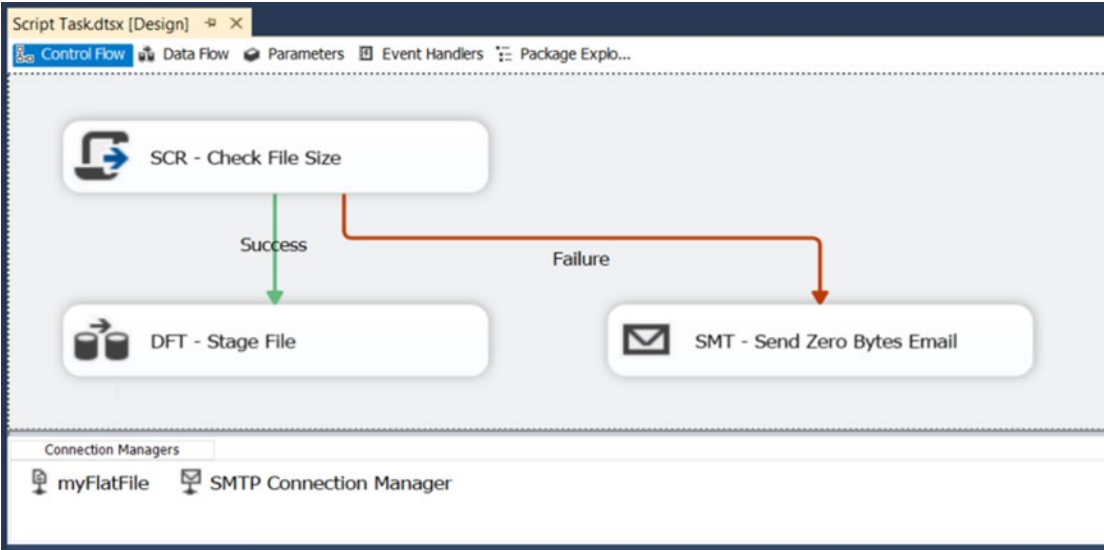 Script Task.dtsx [Design]
Control Flow Data Flow Parameters Event Handlers Package Explo...
SCR - Check File Size
Success
Failure
DFT - Stage File
SMT - Send Zero Bytes Email
Connection Managers
myFlatFile SMTP Connection Manager